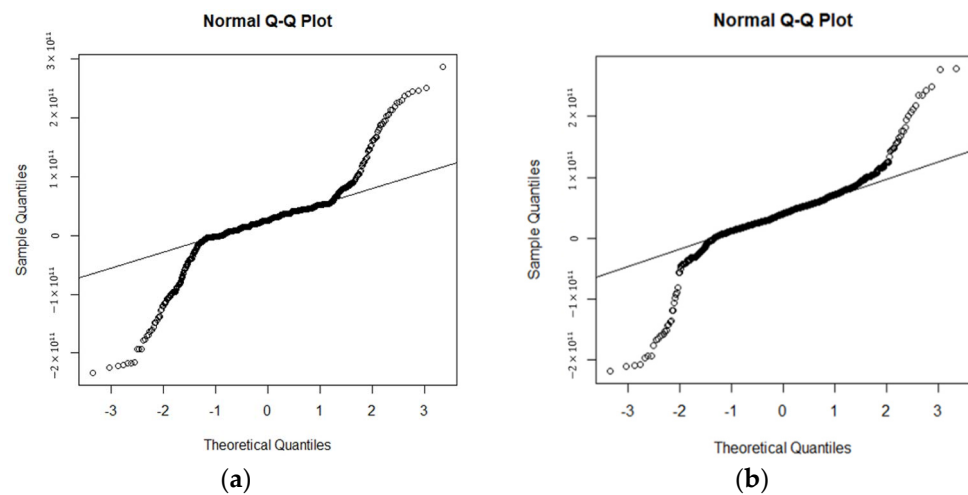 Normal Q-Q Plot
Sample Quantiles
3×10¹¹
2×10¹¹
1×10¹¹
0
−1×10¹¹
−2×10¹¹
-3 -2 -1 0 1 2 3
Theoretical Quantiles
(a)
Normal Q-Q Plot
Sample Quantiles
2×10¹¹
1×10¹¹
0
−1×10¹¹
−2×10¹¹
-3 -2 -1 0 1 2 3
Theoretical Quantiles
(b)